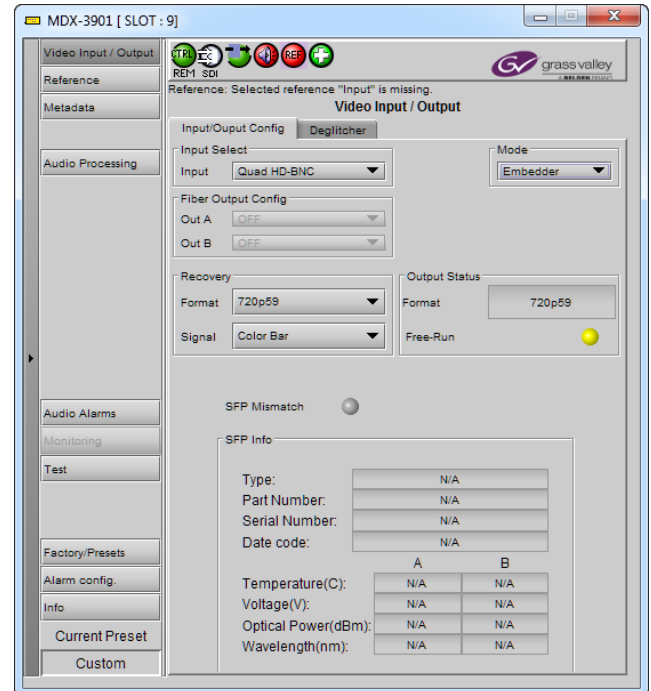 MDX-3901 [ SLOT : 9]
Video Input / Output
Reference
Metadata
Audio Processing
Audio Alarms
Monitoring
Test
Factory/Presets
Alarm config.
Info
Current Preset
Custom
CTRL
REF
REM SDI
GV grass valley
A BELDEN BRAND
Reference: Selected reference "Input" is missing.
Video Input / Output
Input/Ouput Config
Deglitcher
Input Select
Input Quad HD-BNC
Mode
Embedder
Fiber Output Config
Out A OFF
Out B OFF
Recovery
Format 720p59
Signal Color Bar
Output Status
Format 720p59
Free-Run
SFP Mismatch
SFP Info
Type: N/A
Part Number: N/A
Serial Number: N/A
Date code: N/A
A B
Temperature(C): N/A N/A
Voltage(V): N/A N/A
Optical Power(dBm): N/A N/A
Wavelength(nm): N/A N/A